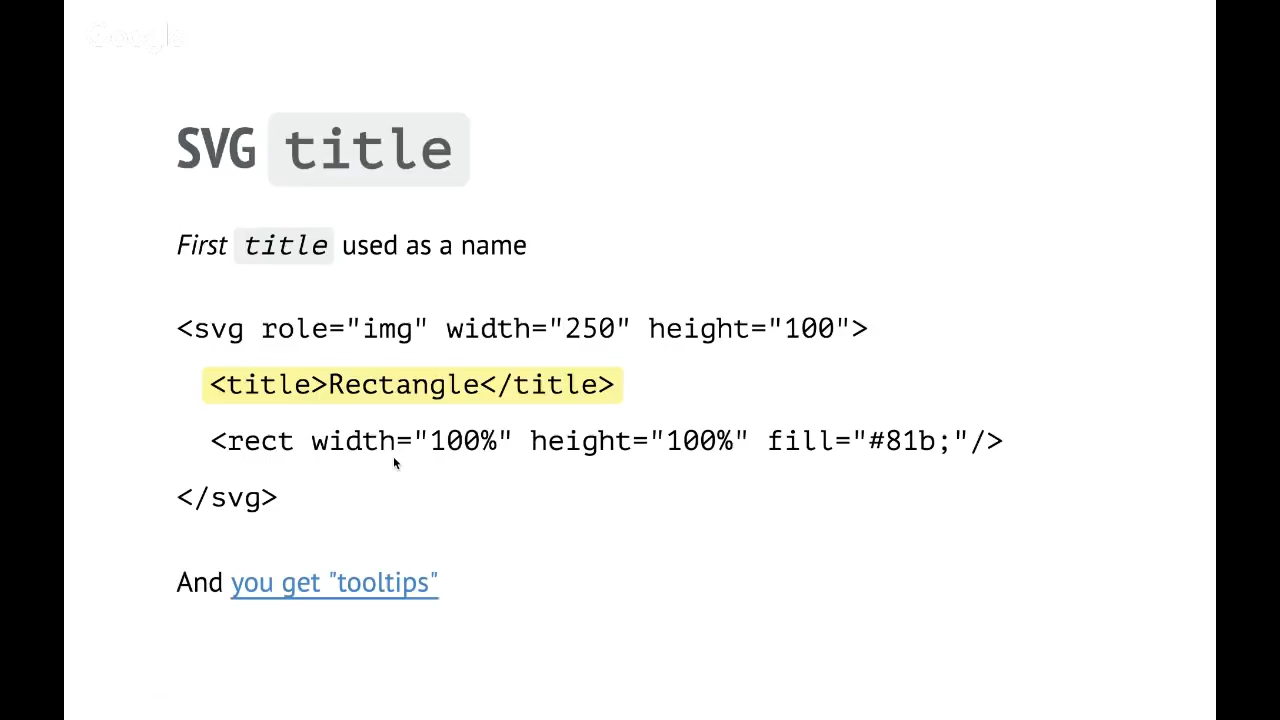 Google
SVG title
First title used as a name
<svg role="img" width="250" height="100">
<title>Rectangle</title>
<rect width="100%" height="100%" fill="#81b;"/>
</svg>
And you get "tooltips"